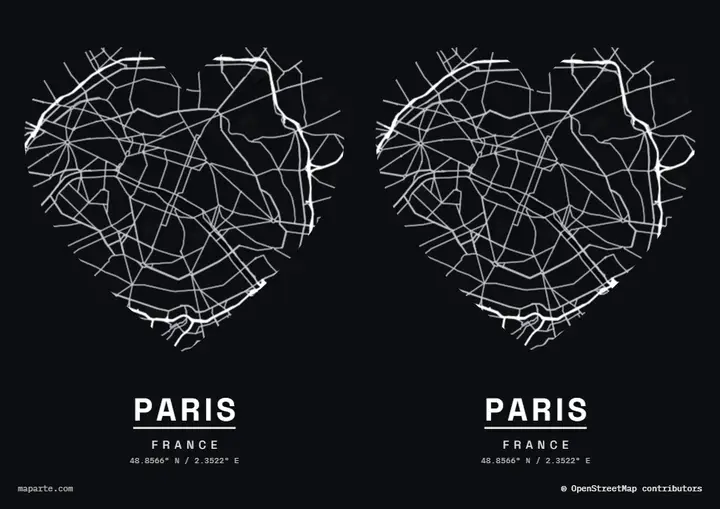 PARIS
FRANCE
48.8566° N / 2.3522° E
PARIS
FRANCE
48.8566° N / 2.3522° E
maparte.com
© OpenStreetMap contributors